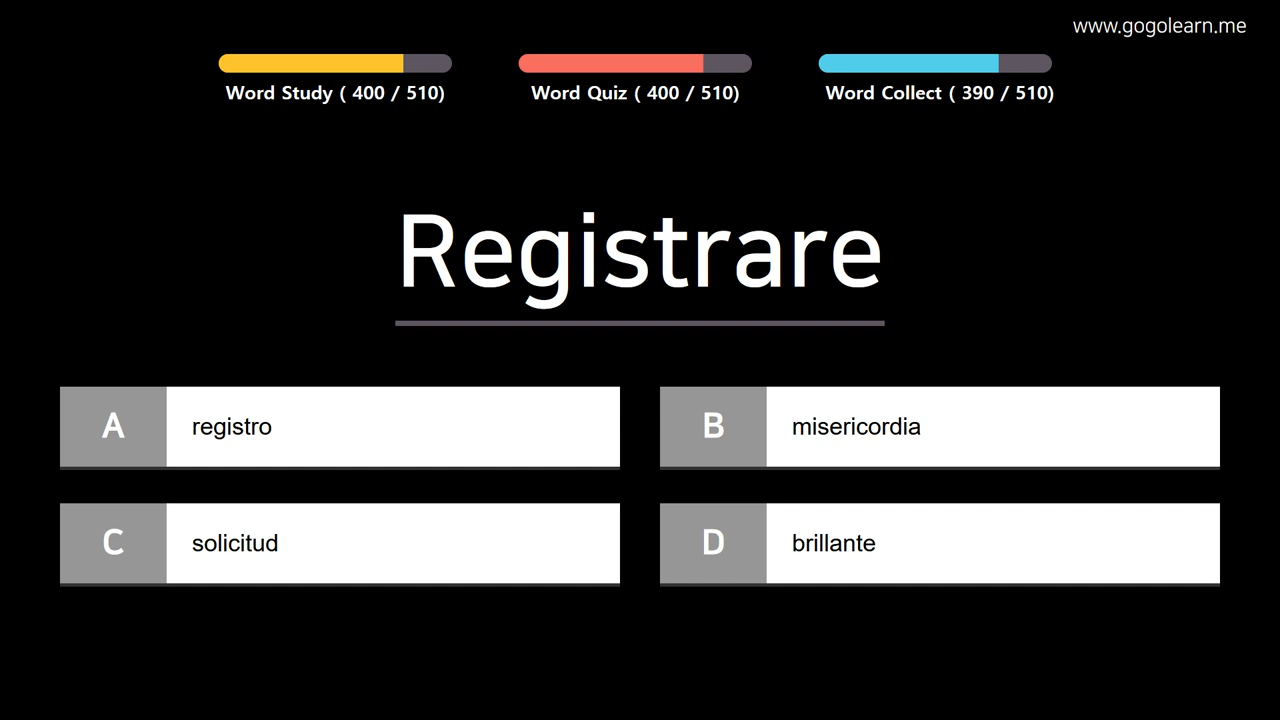 www.gogolearn.me
Word Study ( 400 / 510)
Word Quiz ( 400 / 510)
Word Collect ( 390 / 510)
Registrare
A registro
B misericordia
C solicitud
D brillante